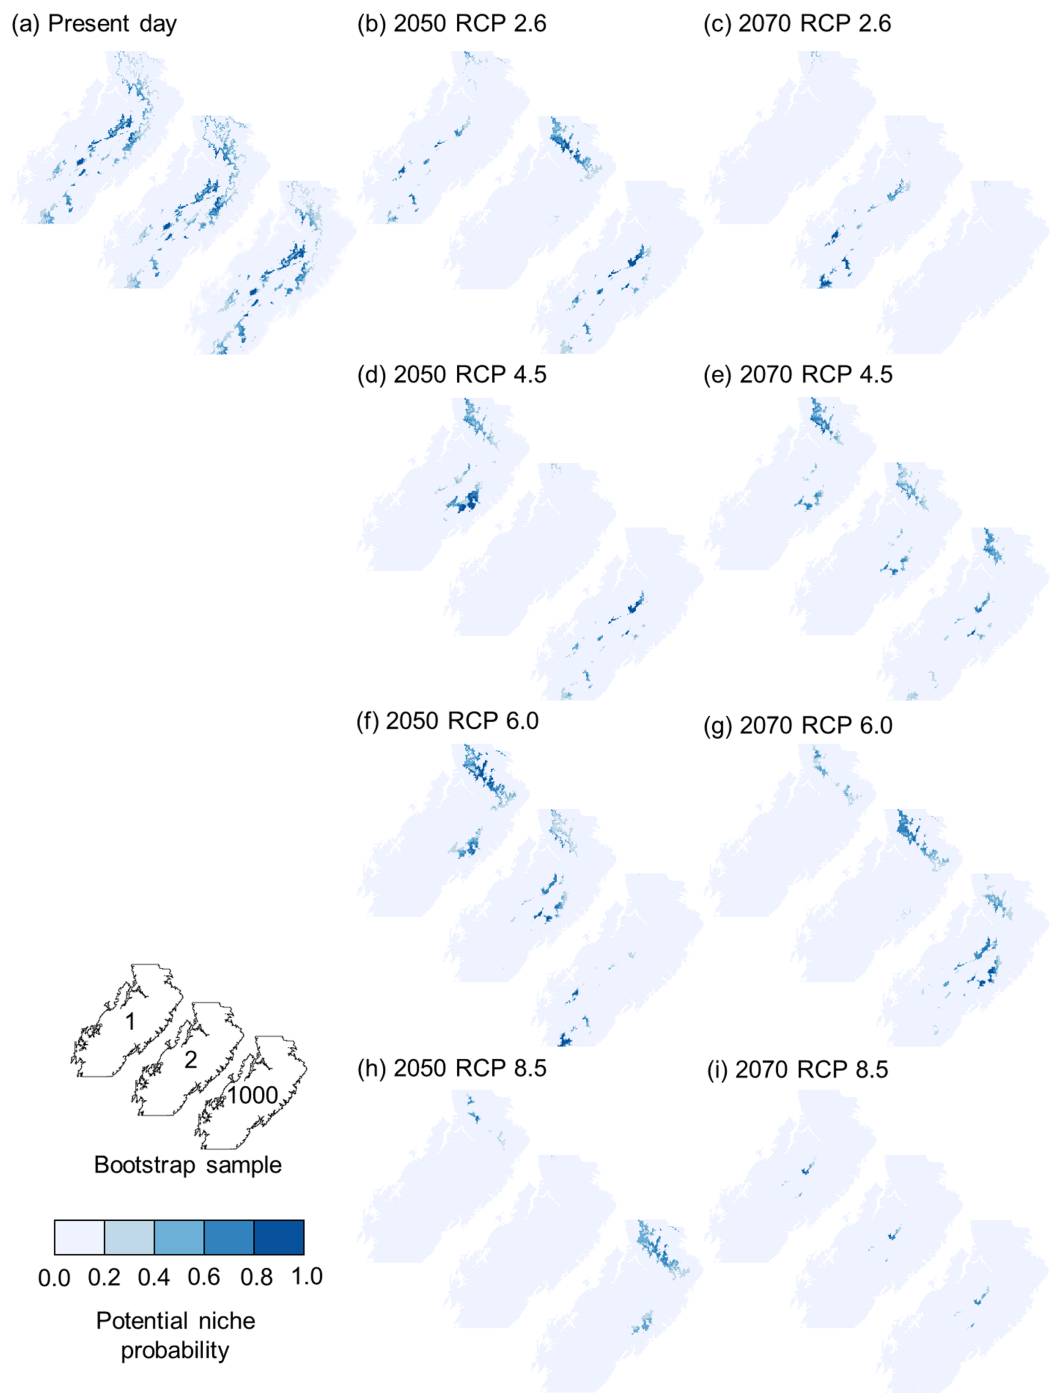 (a) Present day
(b) 2050 RCP 2.6
(c) 2070 RCP 2.6
(d) 2050 RCP 4.5
(e) 2070 RCP 4.5
(f) 2050 RCP 6.0
(g) 2070 RCP 6.0
(h) 2050 RCP 8.5
(i) 2070 RCP 8.5
1
2
1000
Bootstrap sample
0.0 0.2 0.4 0.6 0.8 1.0
Potential niche
probability